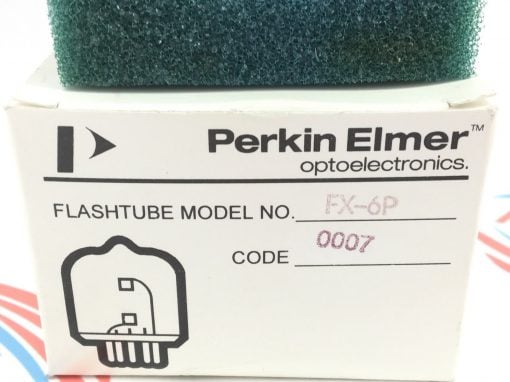 Perkin Elmer™
optoelectronics.
FLASHTUBE MODEL NO. FX-6P
CODE 0007